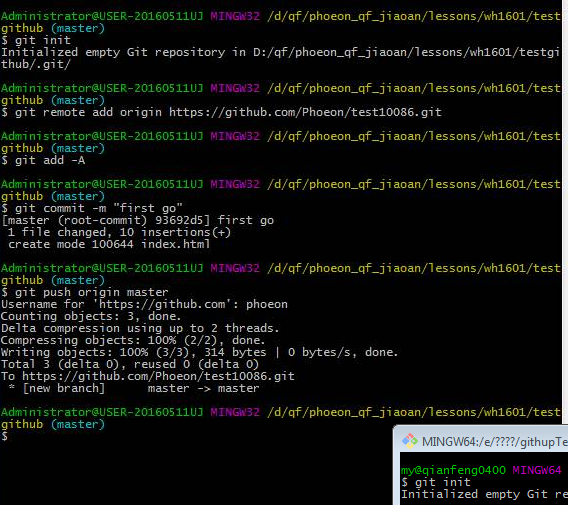 Administrator@USER-20160511UJ MINGW32 /d/qf/phoeon_qf_jiaoan/lessons/wh1601/test
github (master)
$ git init
Initialized empty Git repository in D:/qf/phoeon_qf_jiaoan/lessons/wh1601/testgi
thub/.git/
Administrator@USER-20160511UJ MINGW32 /d/qf/phoeon_qf_jiaoan/lessons/wh1601/test
github (master)
$ git remote add origin https://github.com/Phoeon/test10086.git
Administrator@USER-20160511UJ MINGW32 /d/qf/phoeon_qf_jiaoan/lessons/wh1601/test
github (master)
$ git add -A
Administrator@USER-20160511UJ MINGW32 /d/qf/phoeon_qf_jiaoan/lessons/wh1601/test
github (master)
$ git commit -m "first go"
[master (root-commit) 93692d5] first go
1 file changed, 10 insertions(+)
create mode 100644 index.html
Administrator@USER-20160511UJ MINGW32 /d/qf/phoeon_qf_jiaoan/lessons/wh1601/test
github (master)
$ git push origin master
Username for 'https://github.com': phoeon
Counting objects: 3, done.
Delta compression using up to 2 threads.
Compressing objects: 100% (2/2), done.
Writing objects: 100% (3/3), 314 bytes | 0 bytes/s, done.
Total 3 (delta 0), reused 0 (delta 0)
To https://github.com/Phoeon/test10086.git
* [new branch] master -> master
Administrator@USER-20160511UJ MINGW32 /d/qf/phoeon_qf_jiaoan/lessons/wh1601/test
github (master)
$
MINGW64:/e/????/githupTe
my@qianfeng0400 MINGW64
$ git init
Initialized empty Git re